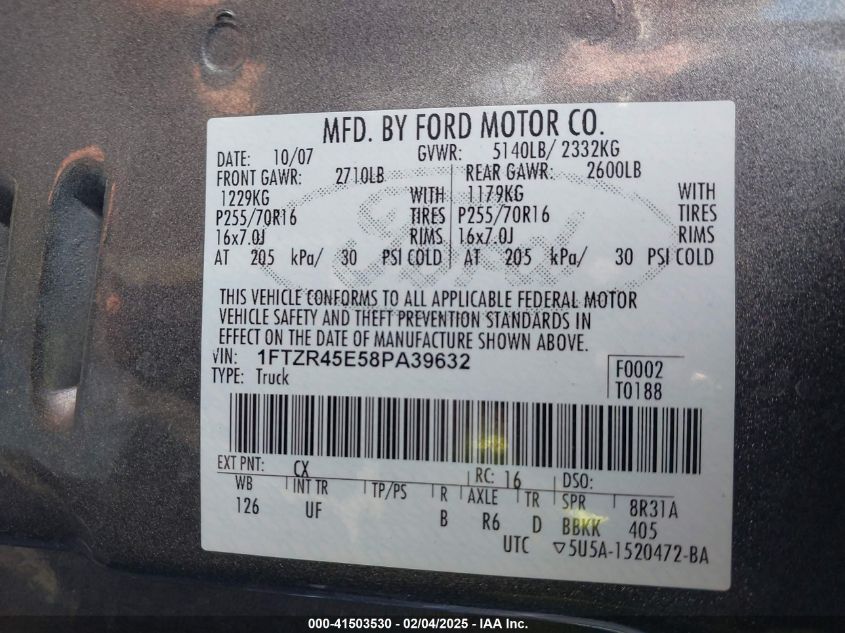 MFD. BY FORD MOTOR CO.
DATE: 10/07 GVWR: 5140LB/ 2332KG
FRONT GAWR: 2710LB REAR GAWR: 2600LB
1229KG WITH 1179KG WITH
P255/70R16 TIRES P255/70R16 TIRES
16x7.0J RIMS 16x7.0J RIMS
AT 205 kPa/ 30 PSI COLD AT 205 kPa/ 30 PSI COLD
Ford
THIS VEHICLE CONFORMS TO ALL APPLICABLE FEDERAL MOTOR
VEHICLE SAFETY AND THEFT PREVENTION STANDARDS IN
EFFECT ON THE DATE OF MANUFACTURE SHOWN ABOVE.
VIN: 1FTZR45E58PA39632 F0002
TYPE: Truck T0188
EXT PNT: CX RC: 16 DSO:
WB INT TR TP/PS R AXLE TR SPR 8R31A
126 UF B R6 D BBKK 405
UTC ▽5U5A-1520472-BA
000-41503530 - 02/04/2025 - IAA Inc.